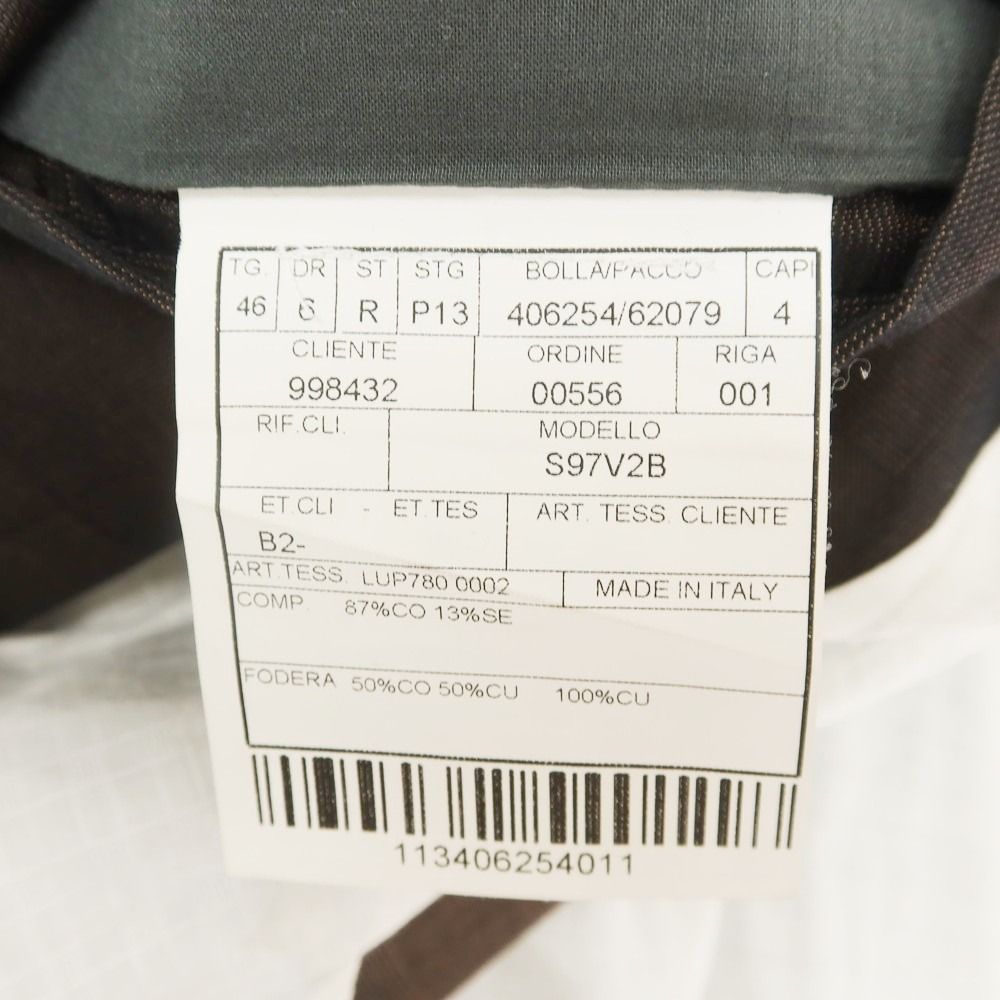 TG. DR ST STG BOLLA/PACCO CAPI
46 6 R P13 406254/62079 4
CLIENTE ORDINE RIGA
998432 00556 001
RIF.CLI. MODELLO
S97V2B
ET.CLI - ET.TES ART. TESS. CLIENTE
B2-
ART.TESS. LUP780 0002 MADE IN ITALY
COMP. 87%CO 13%SE
FODERA 50%CO 50%CU 100%CU
113406254011